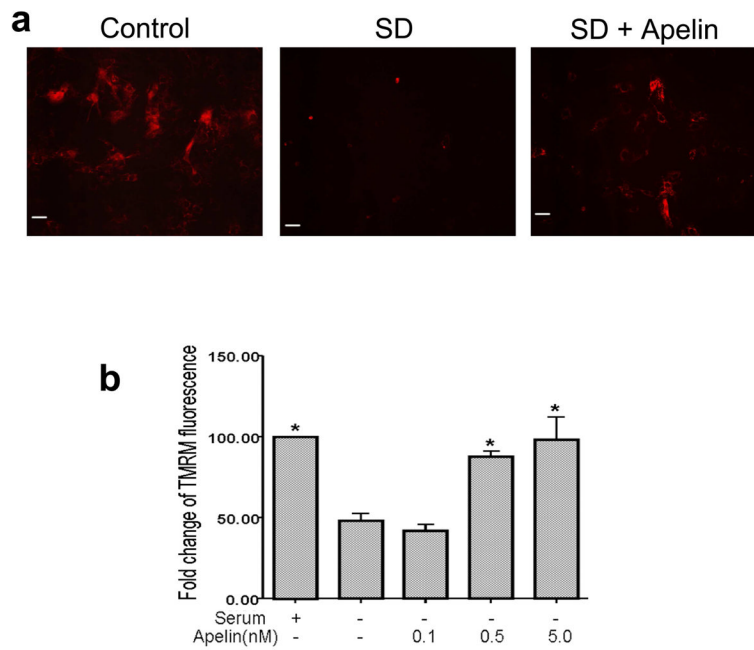 a
Control SD SD + Apelin
b
Fold change of TMRM fluorescence
150.00
100.00
50.00
0.00
* * *
Serum + - - - -
Apelin(nM) - - 0.1 0.5 5.0